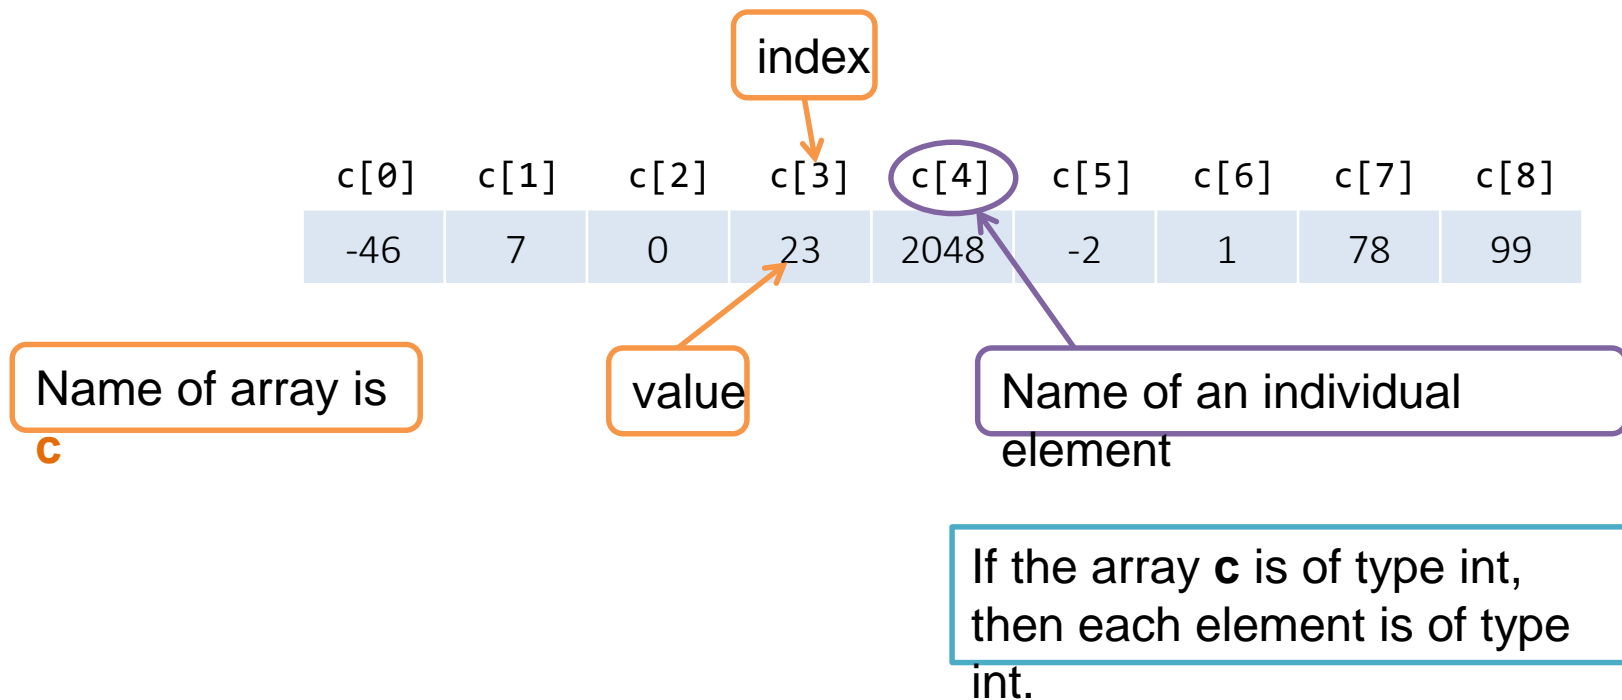 index
c[0] c[1] c[2] c[3] c[4] c[5] c[6] c[7] c[8]
-46 7 0 23 2048 -2 1 78 99
Name of array is
c
value
Name of an individual
element
If the array c is of type int,
then each element is of type
int.